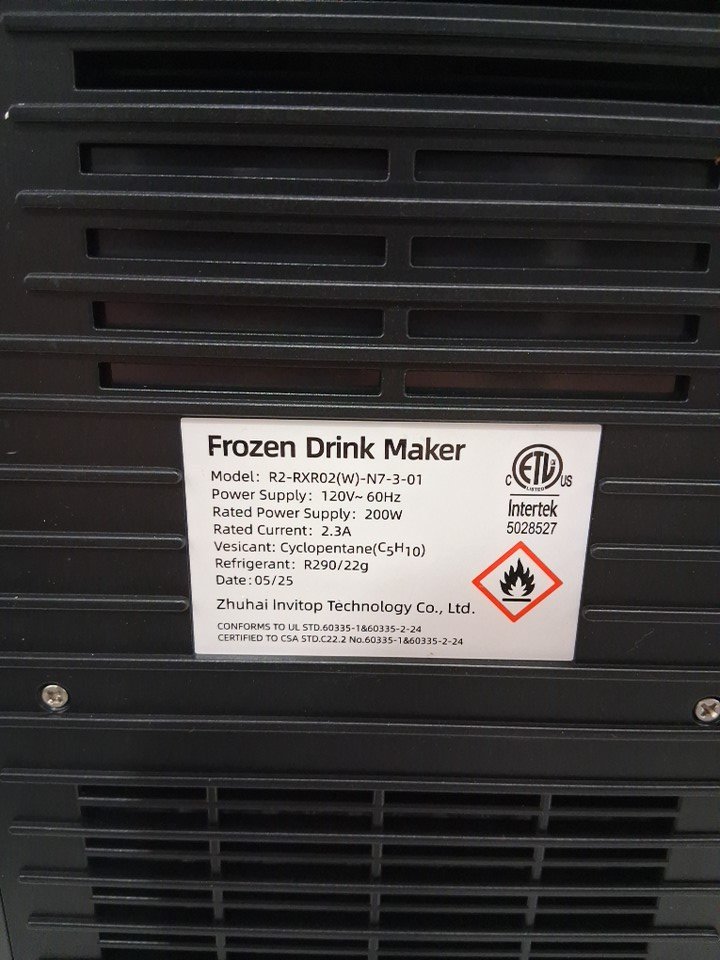 Frozen Drink Maker
Model: R2-RXR02(W)-N7-3-01
Power Supply: 120V~ 60Hz
Rated Power Supply: 200W
Rated Current: 2.3A
Vesicant: Cyclopentane(C5H10)
Refrigerant: R290/22g
Date:05/25
Zhuhai Invitop Technology Co., Ltd.
CONFORMS TO UL STD.60335-1&60335-2-24
CERTIFIED TO CSA STD.C22.2 No.60335-1&60335-2-24
ETL
LISTED
C US
Intertek
5028527